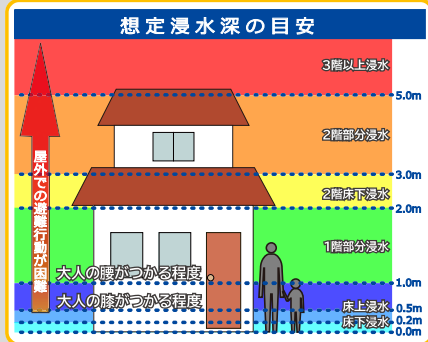 想定浸水深の目安
3階以上浸水
5.0m
2階部分浸水
3.0m
2階床下浸水
2.0m
1階部分浸水
1.0m
大人の腰がつかる程度
床上浸水
0.5m
大人の膝がつかる程度
床下浸水
0.2m
0.0m
屋外での避難行動が困難